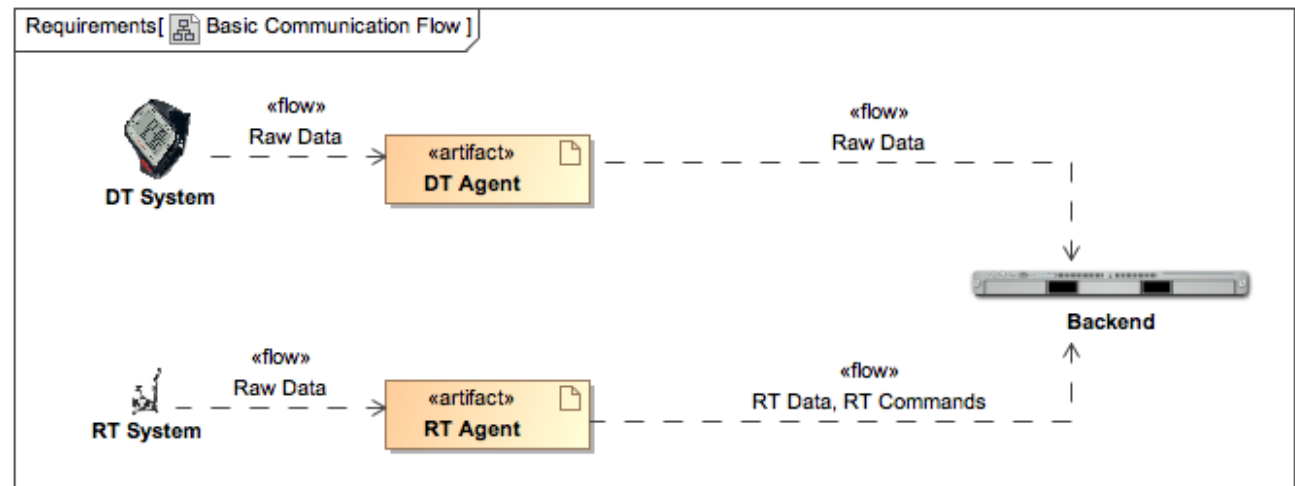 Requirements[ Basic Communication Flow ]
«flow»
Raw Data
«flow»
Raw Data
«artifact»
DT Agent
DT System
Backend
«flow»
Raw Data
«flow»
RT Data, RT Commands
«artifact»
RT Agent
RT System